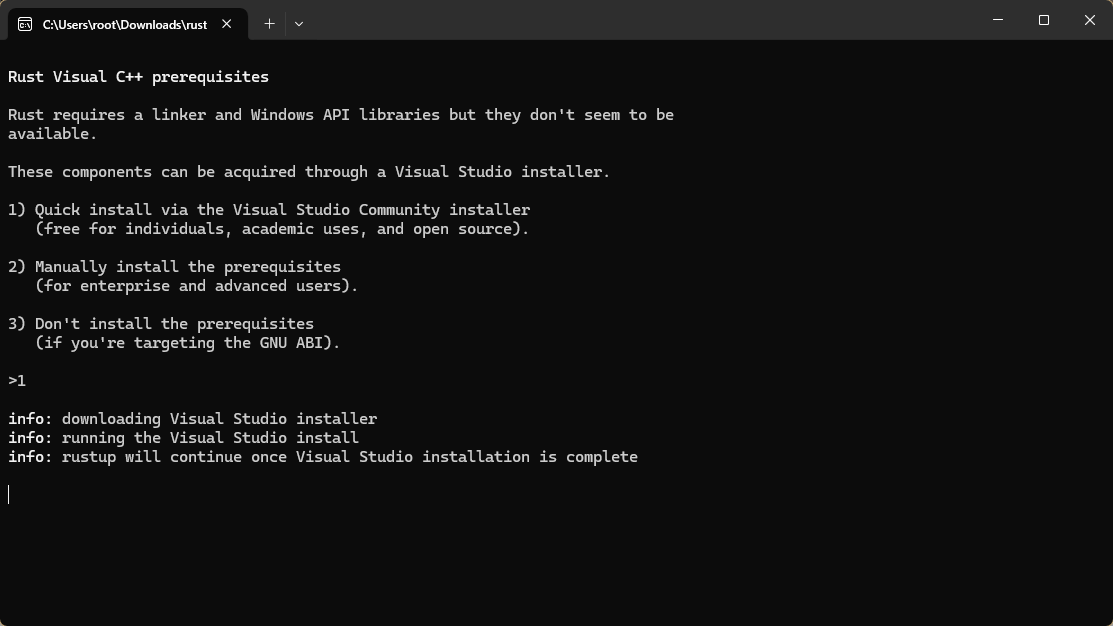 C:\Users\root\Downloads\rust
Rust Visual C++ prerequisites
Rust requires a linker and Windows API libraries but they don't seem to be
available.
These components can be acquired through a Visual Studio installer.
1) Quick install via the Visual Studio Community installer
(free for individuals, academic uses, and open source).
2) Manually install the prerequisites
(for enterprise and advanced users).
3) Don't install the prerequisites
(if you're targeting the GNU ABI).
>1
info: downloading Visual Studio installer
info: running the Visual Studio install
info: rustup will continue once Visual Studio installation is complete